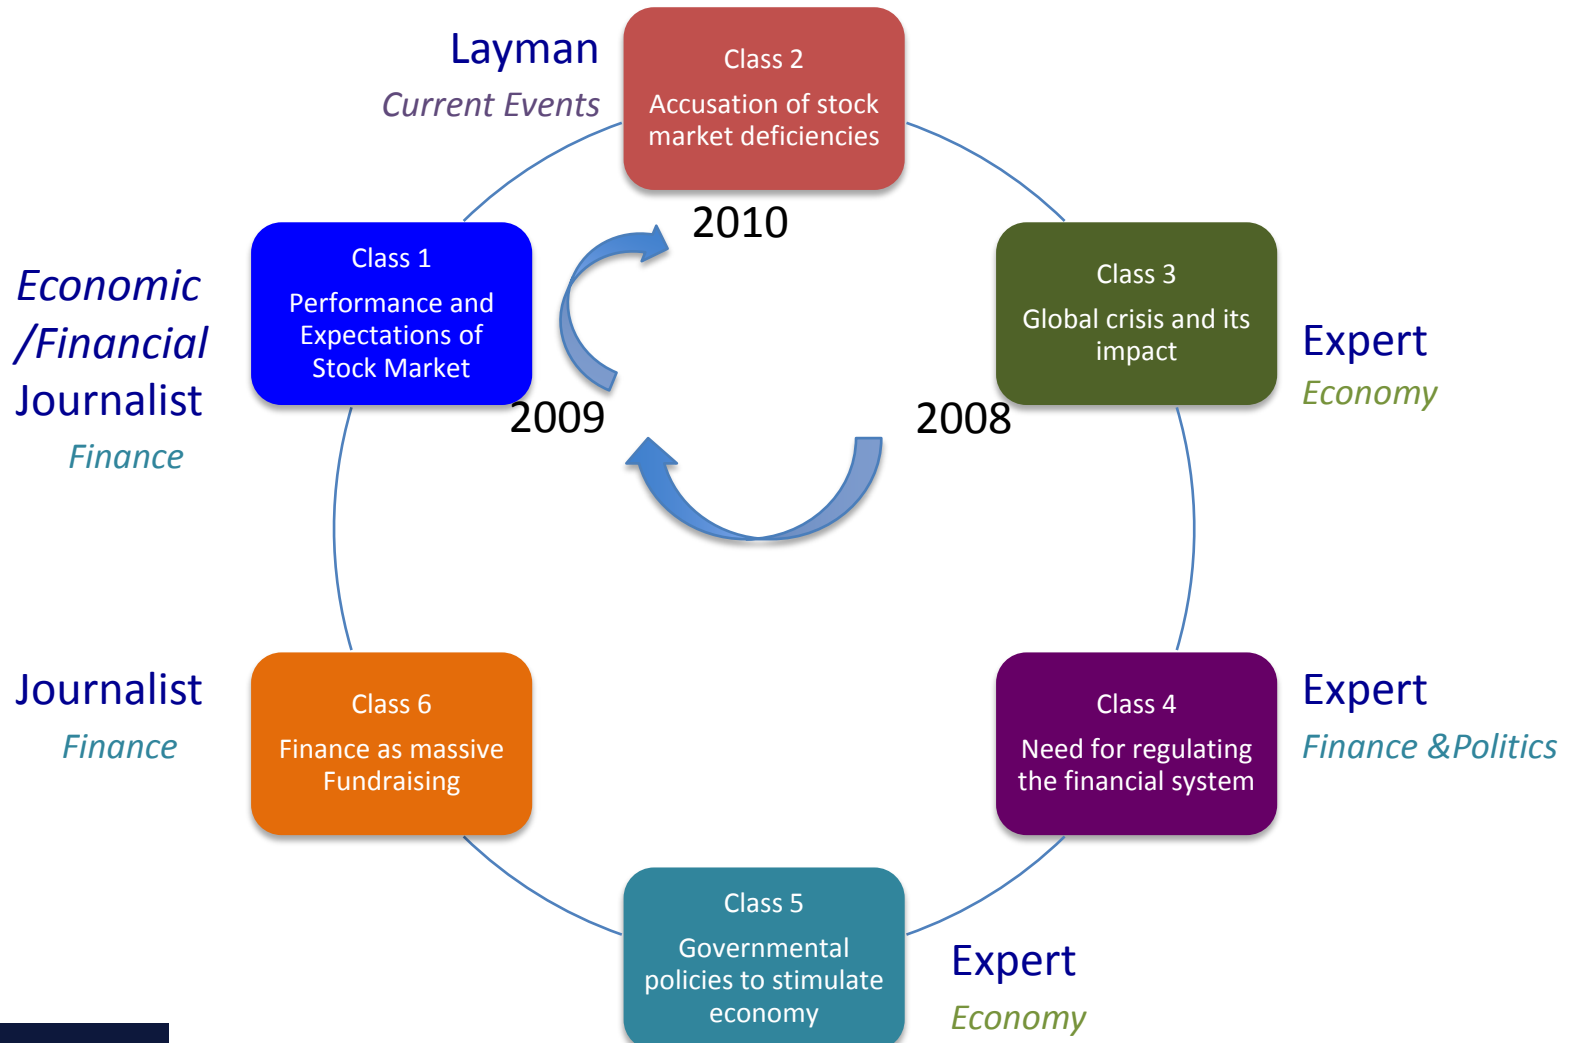 Layman
Current Events
Class 2
Accusation of stock
market deficiencies
2010
Class 1
Performance and
Expectations of
Stock Market
Economic
/Financial
Journalist
Finance
2009
Class 3
Global crisis and its
impact
Expert
Economy
2008
Journalist
Finance
Class 6
Finance as massive
Fundraising
Class 4
Need for regulating
the financial system
Expert
Finance &Politics
Class 5
Governmental
policies to stimulate
economy
Expert
Economy